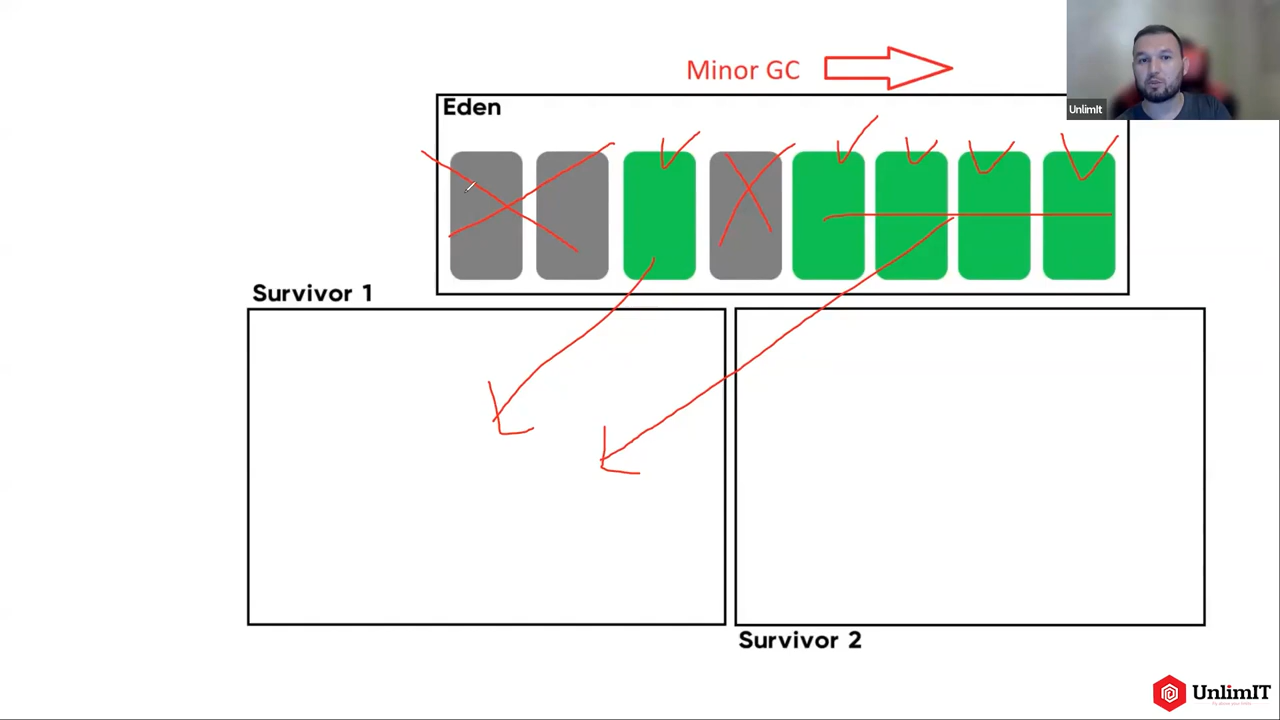 Minor GC
UnlimIt
Eden
Survivor 1
Survivor 2
UnlimIT